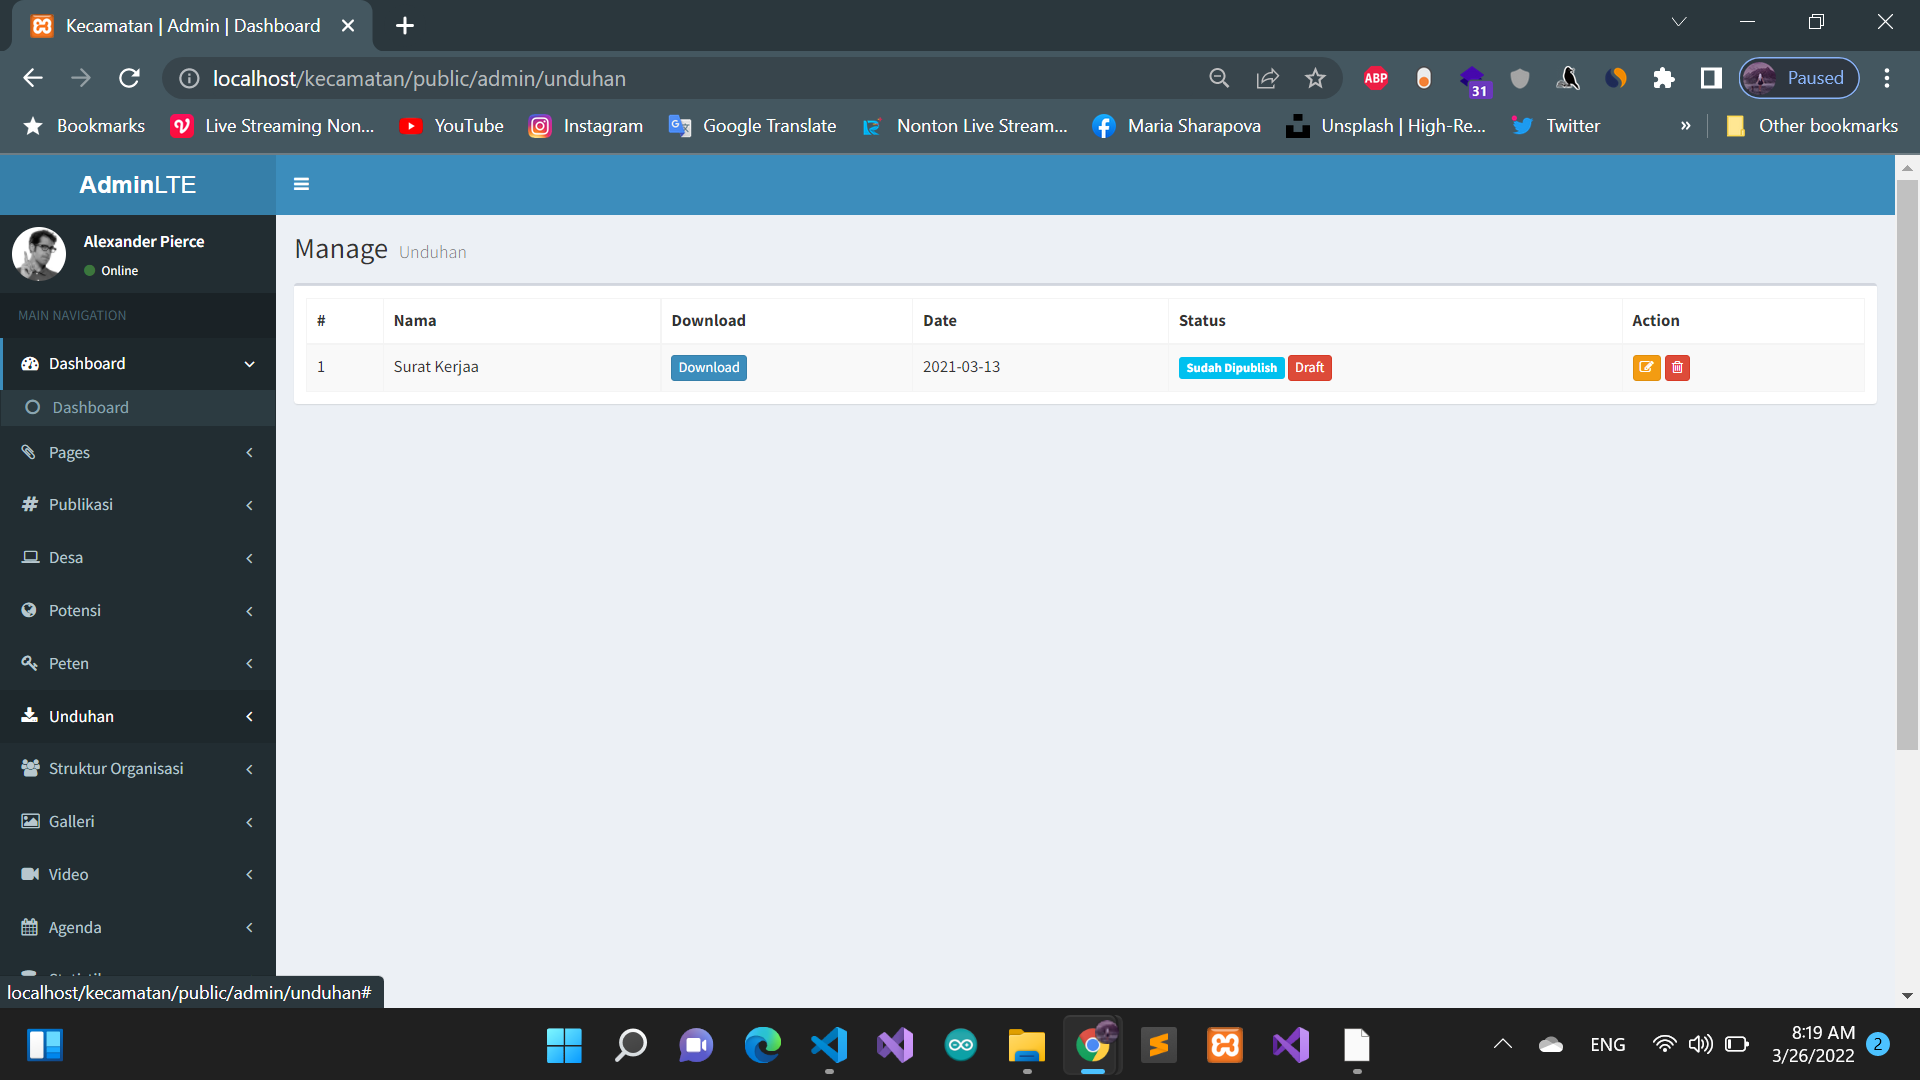 Kecamatan | Admin | Dashboard
localhost/kecamatan/public/admin/unduhan
ABP
31
Paused
Bookmarks
Live Streaming Non...
YouTube
Instagram
Google Translate
Nonton Live Stream...
Maria Sharapova
Unsplash | High-Re...
Twitter
»
Other bookmarks
AdminLTE
Alexander Pierce
Online
MAIN NAVIGATION
Dashboard
Dashboard
Pages
Publikasi
Desa
Potensi
Peten
Unduhan
Struktur Organisasi
Galleri
Video
Agenda
Statistik
localhost/kecamatan/public/admin/unduhan#
Manage Unduhan
# Nama Download Date Status Action
1 Surat Kerjaa Download 2021-03-13 Sudah Dipublish Draft
ENG
8:19 AM
3/26/2022
2